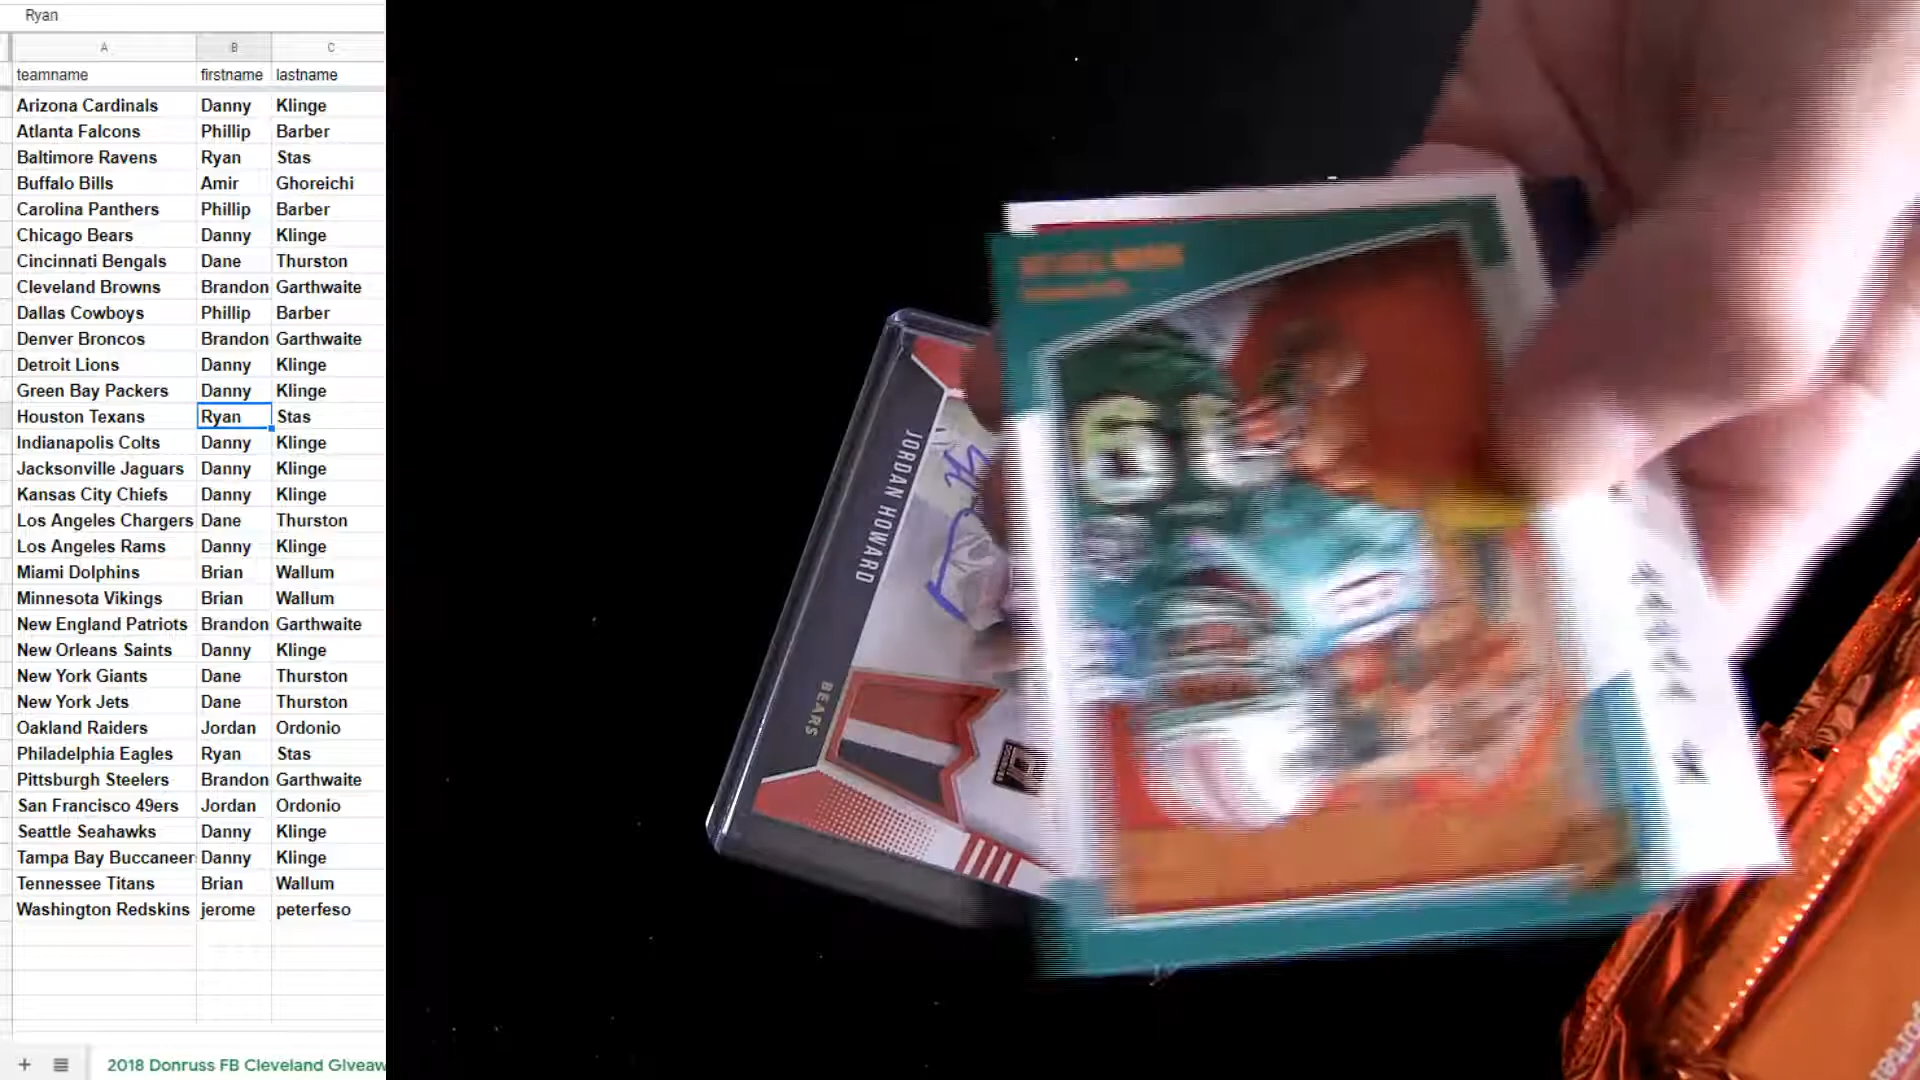 Ryan
A B C
teamname firstname lastname
Arizona Cardinals Danny Klinge
Atlanta Falcons Phillip Barber
Baltimore Ravens Ryan Stas
Buffalo Bills Amir Ghoreichi
Carolina Panthers Phillip Barber
Chicago Bears Danny Klinge
Cincinnati Bengals Dane Thurston
Cleveland Browns Brandon Garthwaite
Dallas Cowboys Phillip Barber
Denver Broncos Brandon Garthwaite
Detroit Lions Danny Klinge
Green Bay Packers Danny Klinge
Houston Texans Ryan Stas
Indianapolis Colts Danny Klinge
Jacksonville Jaguars Danny Klinge
Kansas City Chiefs Danny Klinge
Los Angeles Chargers Dane Thurston
Los Angeles Rams Danny Klinge
Miami Dolphins Brian Wallum
Minnesota Vikings Brian Wallum
New England Patriots Brandon Garthwaite
New Orleans Saints Danny Klinge
New York Giants Dane Thurston
New York Jets Dane Thurston
Oakland Raiders Jordan Ordonio
Philadelphia Eagles Ryan Stas
Pittsburgh Steelers Brandon Garthwaite
San Francisco 49ers Jordan Ordonio
Seattle Seahawks Danny Klinge
Tampa Bay Buccaneer Danny Klinge
Tennessee Titans Brian Wallum
Washington Redskins jerome peterfeso
2018 Donruss FB Cleveland GIveaw
JORDAN HOWARD
BEARS